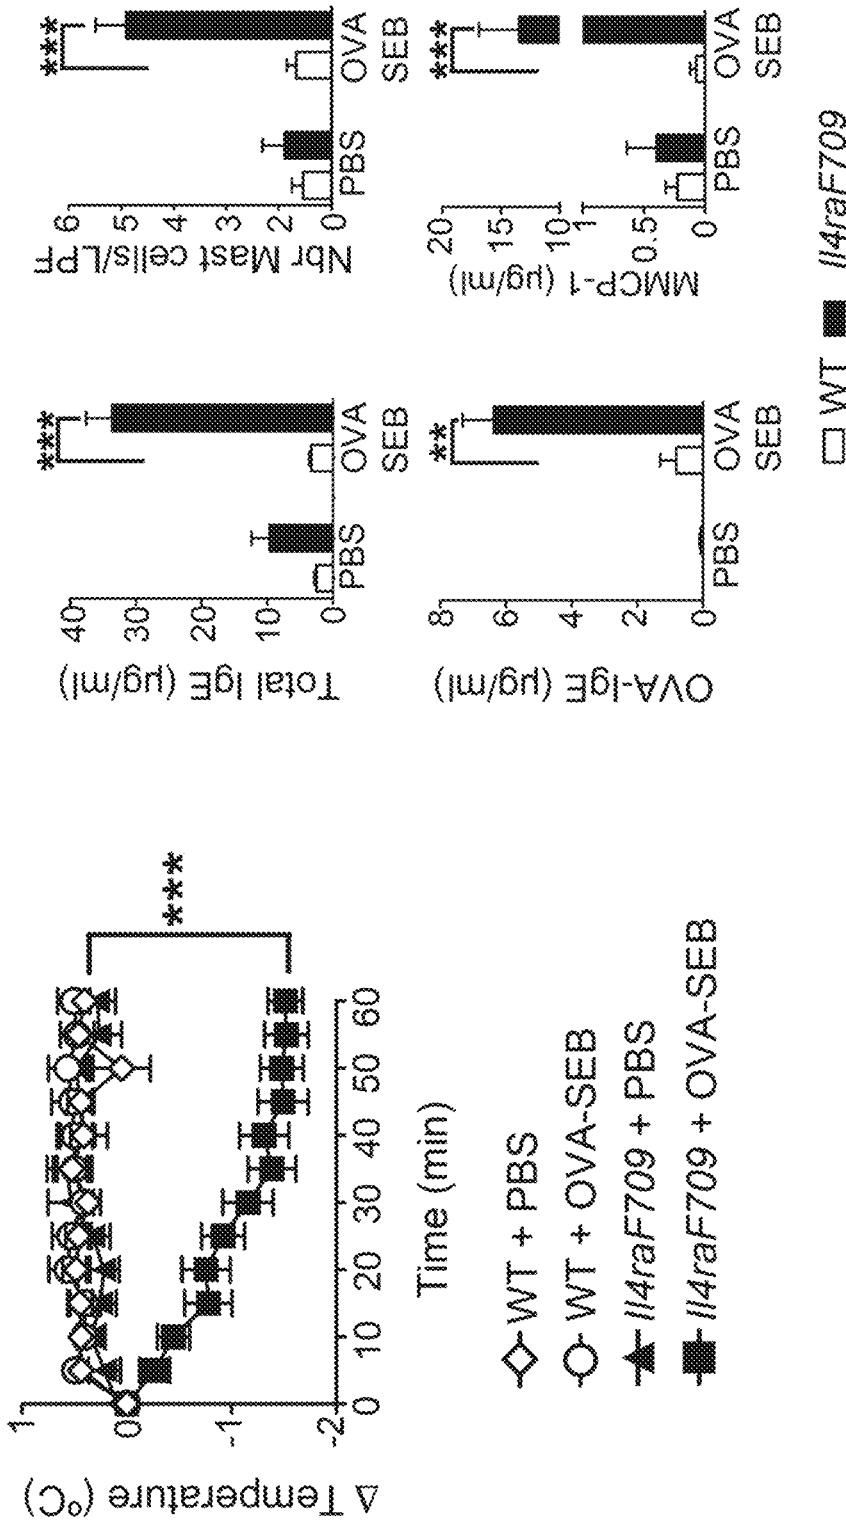 Δ Temperature (°C)
1
0
-1
-2
0 10 20 30 40 50 60
Time (min)
***
WT + PBS
WT + OVA-SEB
Il4raF709 + PBS
Il4raF709 + OVA-SEB
Total IgE (µg/ml)
40
30
20
10
0
***
PBS OVA
SEB
Nbr Mast cells/LPF
6
5
4
3
2
1
0
***
PBS OVA
SEB
OVA-IgE (µg/ml)
8
6
4
2
0
**
PBS OVA
SEB
MMCP-1 (µg/ml)
20
15
10
1
0.5
0
***
PBS OVA
SEB
WT Il4raF709